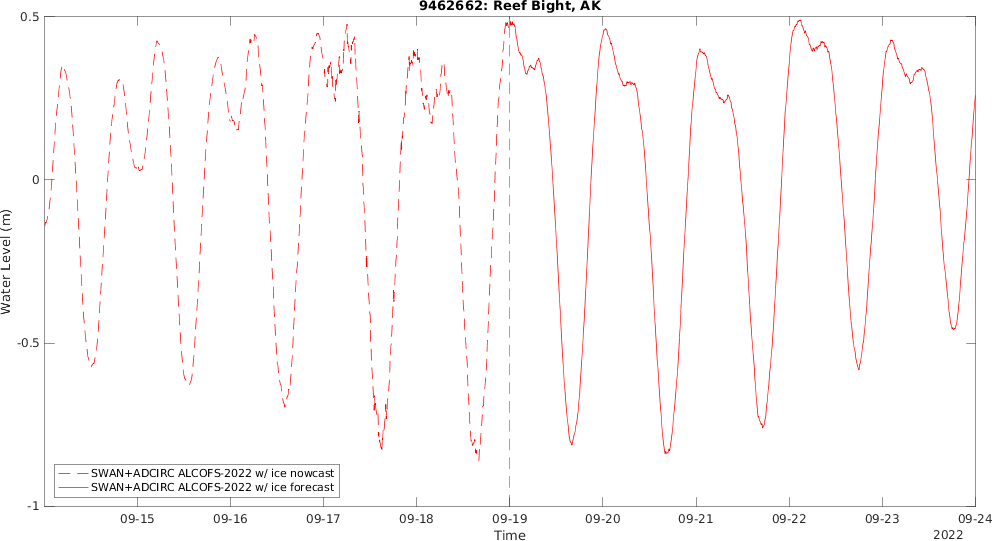 9462662: Reef Bight, AK
0.5
0
-0.5
-1
Water Level (m)
SWAN+ADCIRC ALCOFS-2022 w/ ice nowcast
SWAN+ADCIRC ALCOFS-2022 w/ ice forecast
09-15 09-16 09-17 09-18 09-19 09-20 09-21 09-22 09-23 09-24
Time
2022